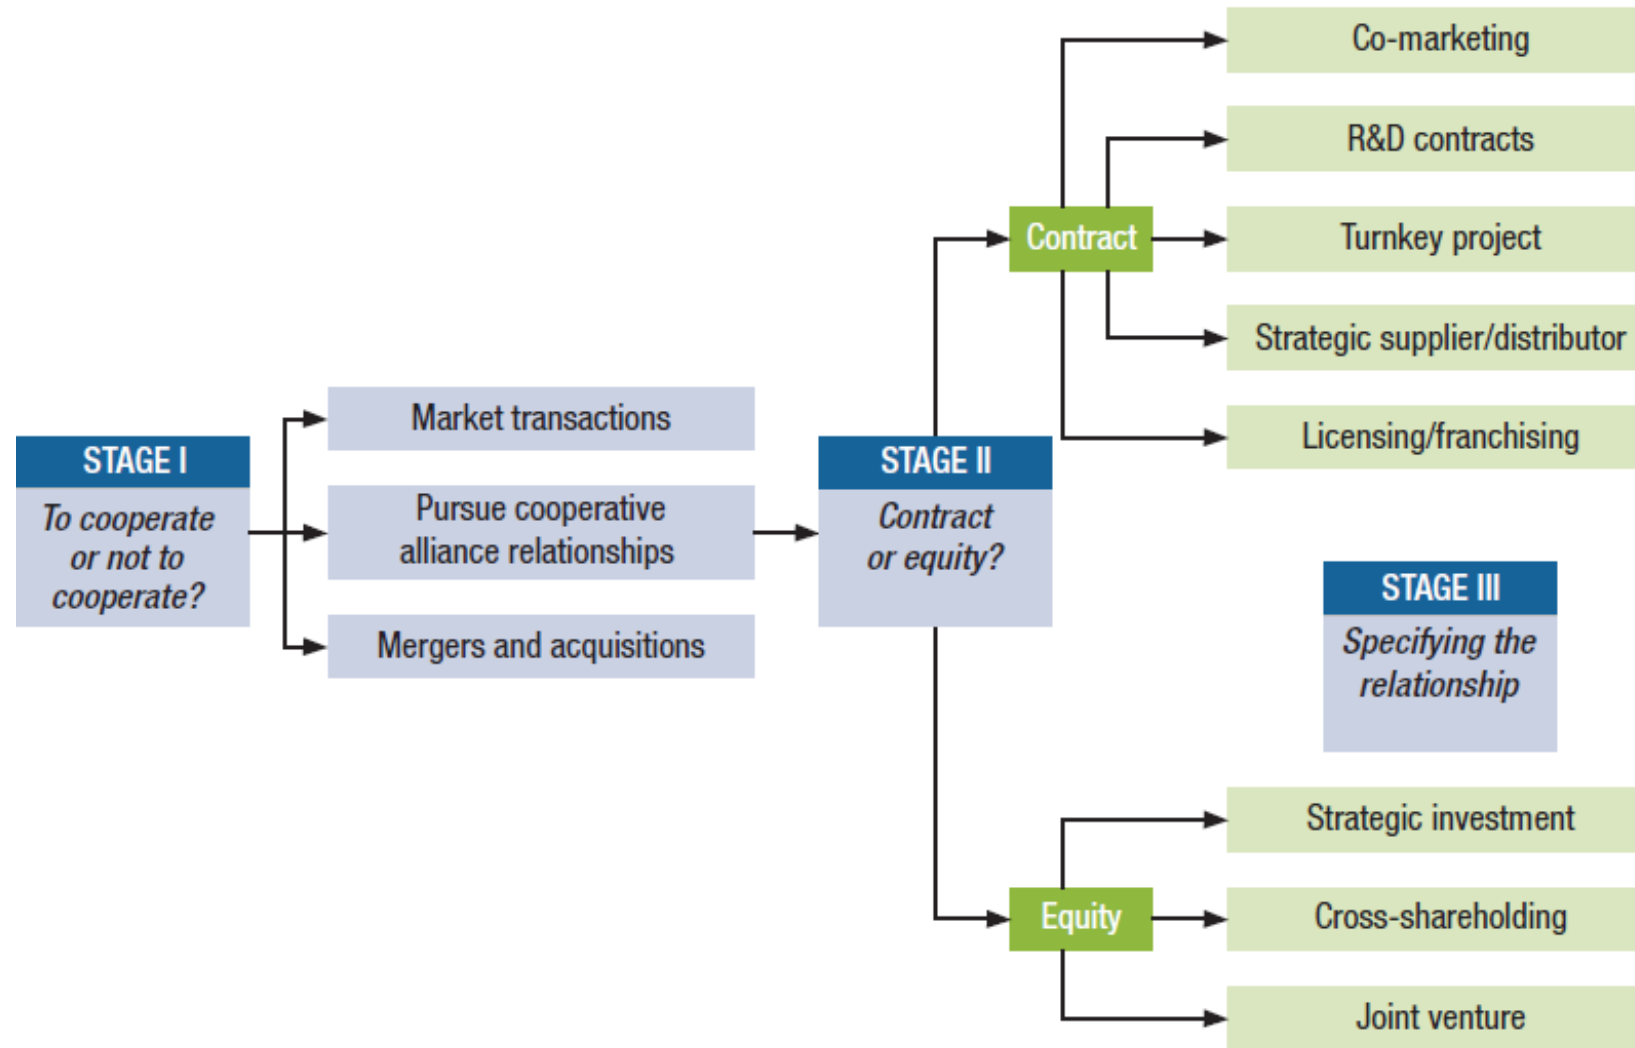 STAGE I
To cooperate
or not to
cooperate?
Market transactions
Pursue cooperative
alliance relationships
Mergers and acquisitions
STAGE II
Contract
or equity?
Contract
Co-marketing
R&D contracts
Turnkey project
Strategic supplier/distributor
Licensing/franchising
STAGE III
Specifying the
relationship
Equity
Strategic investment
Cross-shareholding
Joint venture